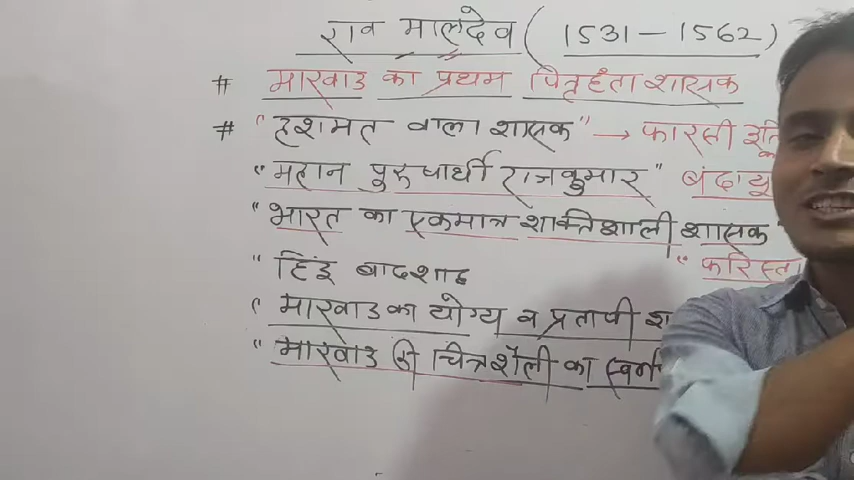 राव मालदेव (1531-1562)
# मारवाड का प्रथम पितृहंता शासक
# "हशमत वाला शासक" → फारसी
"महान पुरुषार्थी राजकुमार" बंदायू
"भारत का एकमात्र शाक्तिशाली शासक"
"फरिस्ता
"हिंदू बादशाह
"मारवाड का योग्य व प्रतापी
"मारवाड की चित्रशैली का स्वर्ण